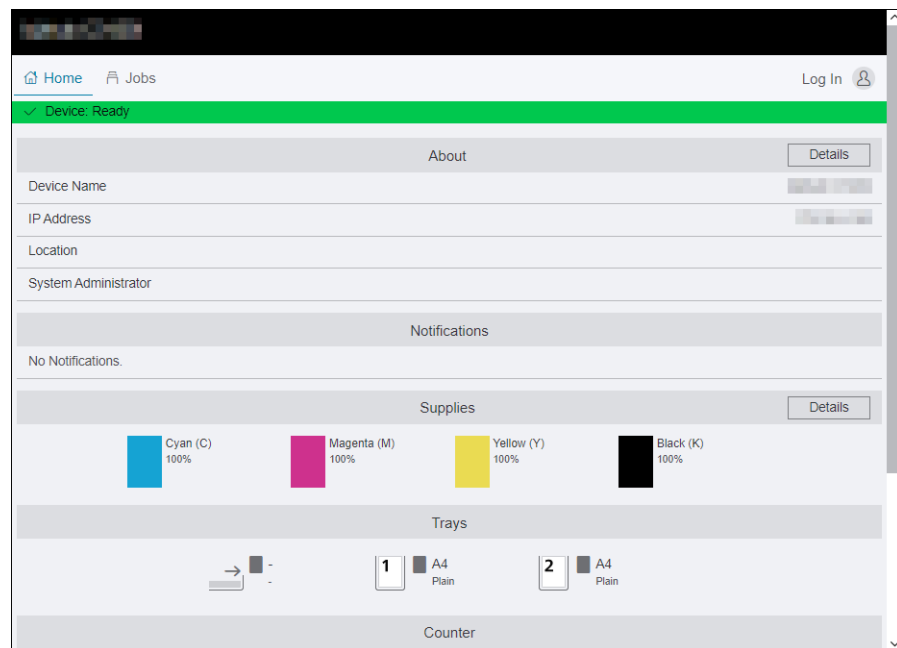 Home Jobs Log In
Device: Ready
About Details
Device Name
IP Address
Location
System Administrator
Notifications
No Notifications.
Supplies Details
Cyan (C) Magenta (M) Yellow (Y) Black (K)
100% 100% 100% 100%
Trays
- 1 A4 2 A4
- Plain Plain
Counter